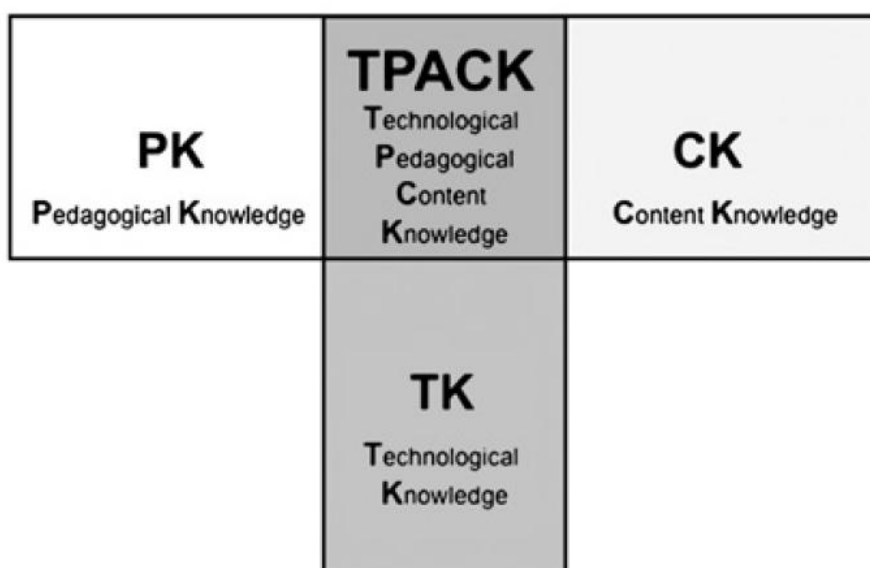 PK
Pedagogical Knowledge
TPACK
Technological
Pedagogical
Content
Knowledge
CK
Content Knowledge
TK
Technological
Knowledge